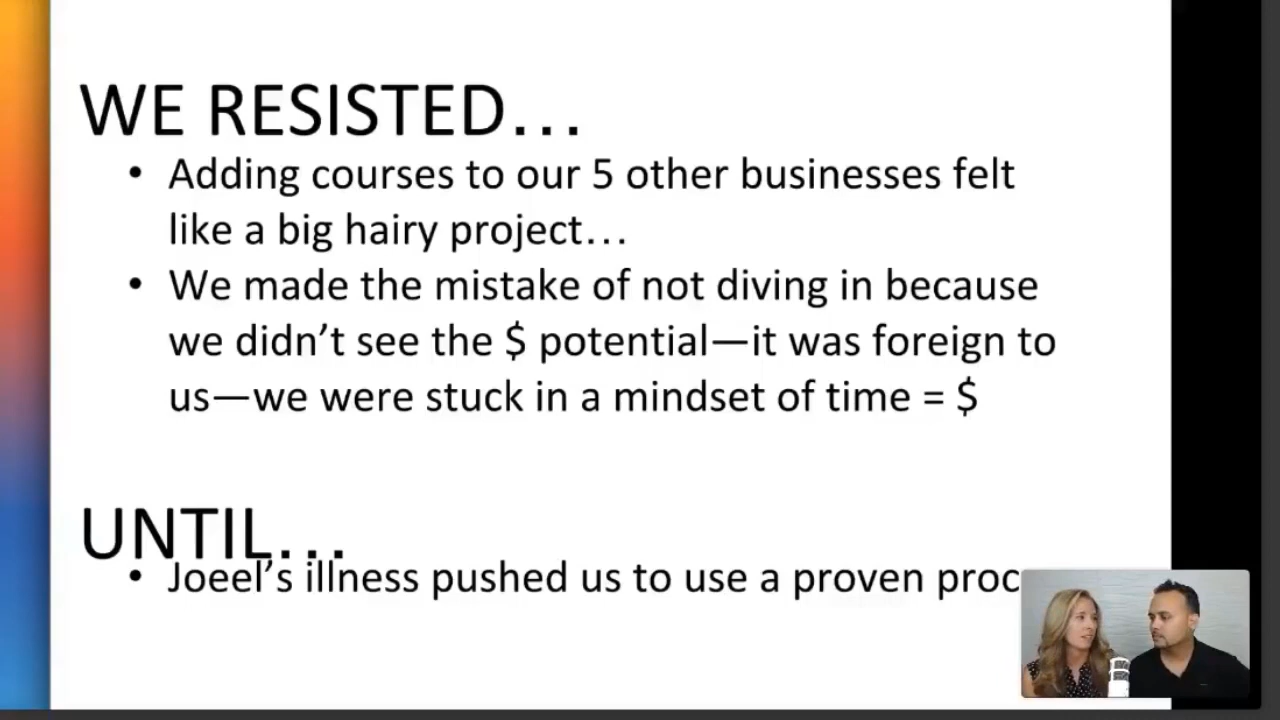 WE RESISTED…
• Adding courses to our 5 other businesses felt
like a big hairy project…
• We made the mistake of not diving in because
we didn’t see the $ potential—it was foreign to
us—we were stuck in a mindset of time = $
UNTIL…
• Joeel’s illness pushed us to use a proven